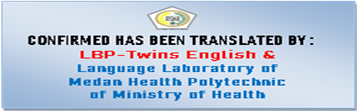 CONFIRMED HAS BEEN TRANSLATED BY :
LBP-Twins English &
Language Laboratory of
Medan Health Polytechnic
of Ministry of Health